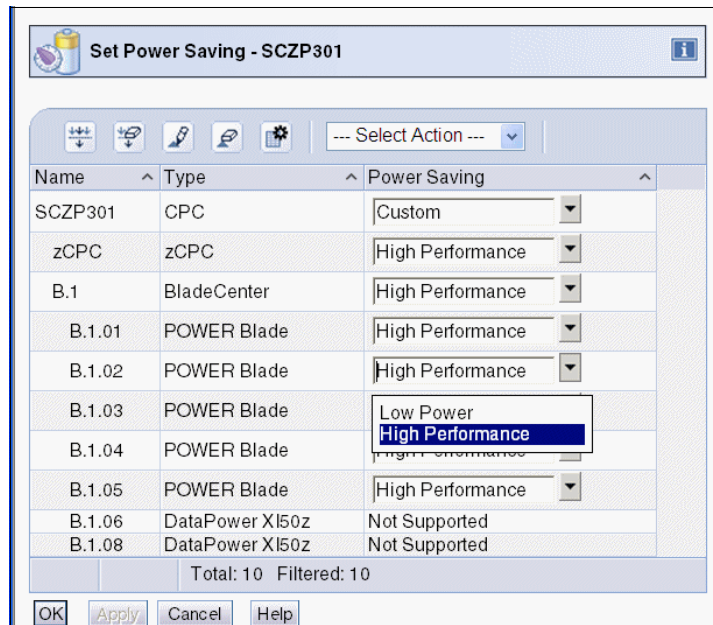 Set Power Saving - SCZP301
--- Select Action ---
Name Type Power Saving
SCZP301 CPC Custom
zCPC zCPC High Performance
B.1 BladeCenter High Performance
B.1.01 POWER Blade High Performance
B.1.02 POWER Blade High Performance
B.1.03 POWER Blade Low Power
High Performance
B.1.04 POWER Blade High Performance
B.1.05 POWER Blade High Performance
B.1.06 DataPower XI50z Not Supported
B.1.08 DataPower XI50z Not Supported
Total: 10 Filtered: 10
OK Apply Cancel Help